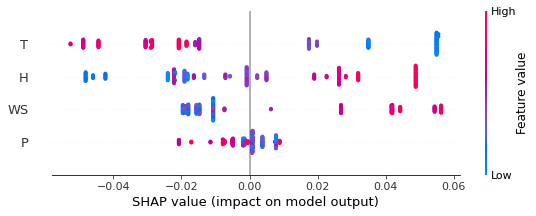 High
T
H
WS
P
Feature value
Low
−0.04 −0.02 0.00 0.02 0.04 0.06
SHAP value (impact on model output)